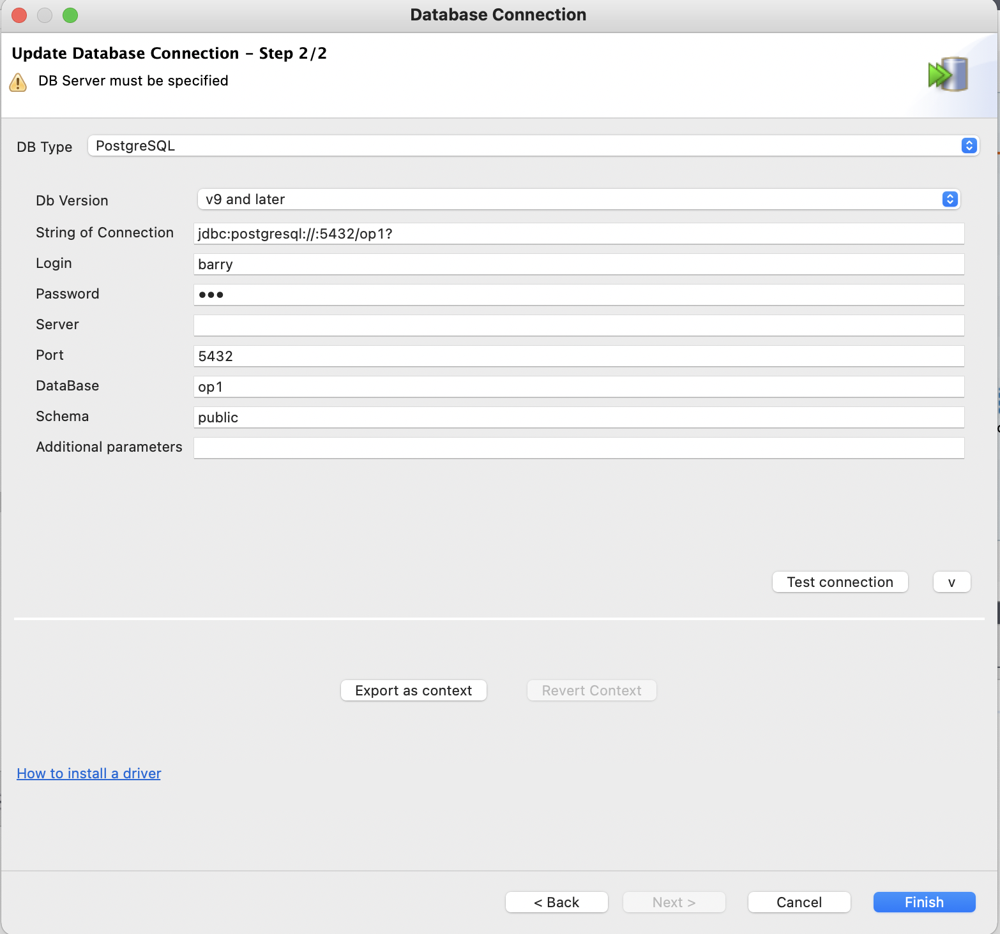 Database Connection
Update Database Connection - Step 2/2
DB Server must be specified
DB Type PostgreSQL
Db Version v9 and later
String of Connection jdbc:postgresql://:5432/op1?
Login barry
Password •••
Server
Port 5432
DataBase op1
Schema public
Additional parameters
Test connection v
Export as context Revert Context
How to install a driver
< Back Next > Cancel Finish